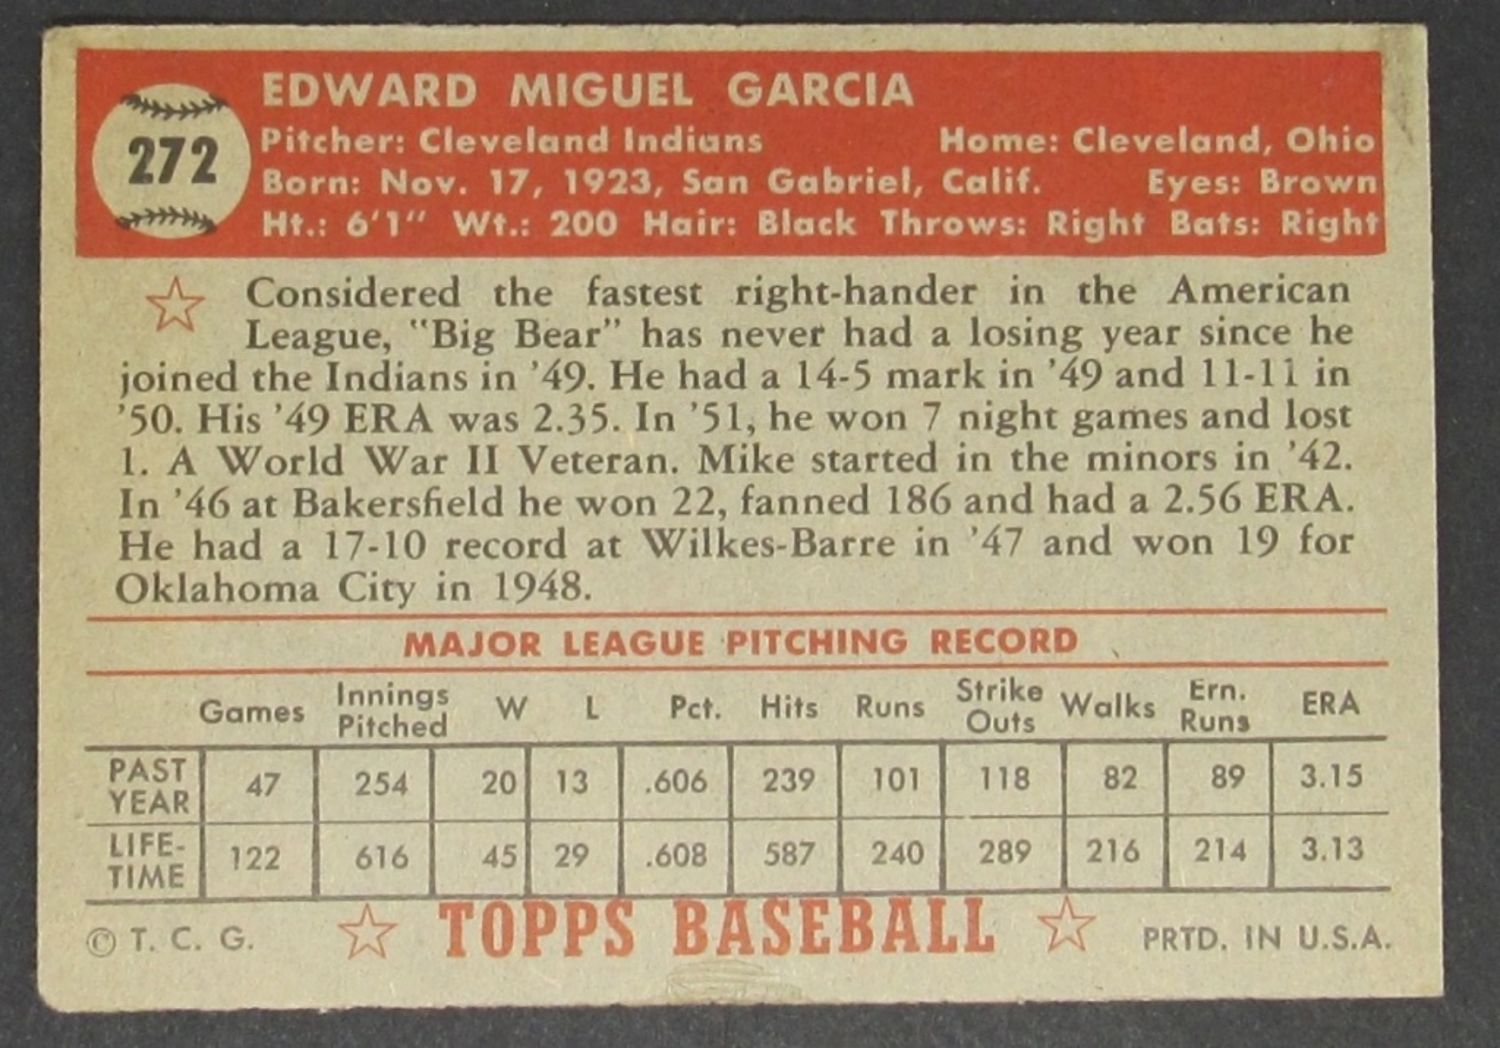 272
EDWARD MIGUEL GARCIA
Pitcher: Cleveland Indians Home: Cleveland, Ohio
Born: Nov. 17, 1923, San Gabriel, Calif. Eyes: Brown
Ht.: 6'1" Wt.: 200 Hair: Black Throws: Right Bats: Right
Considered the fastest right-hander in the American
League, "Big Bear" has never had a losing year since he
joined the Indians in '49. He had a 14-5 mark in '49 and 11-11 in
'50. His '49 ERA was 2.35. In '51, he won 7 night games and lost
1. A World War II Veteran. Mike started in the minors in '42.
In '46 at Bakersfield he won 22, fanned 186 and had a 2.56 ERA.
He had a 17-10 record at Wilkes-Barre in '47 and won 19 for
Oklahoma City in 1948.
MAJOR LEAGUE PITCHING RECORD
Games Innings Pitched W L Pct. Hits Runs Strike Outs Walks Ern. Runs ERA
PAST YEAR 47 254 20 13 .606 239 101 118 82 89 3.15
LIFE-TIME 122 616 45 29 .608 587 240 289 216 214 3.13
© T. C. G. TOPPS BASEBALL PRTD. IN U.S.A.